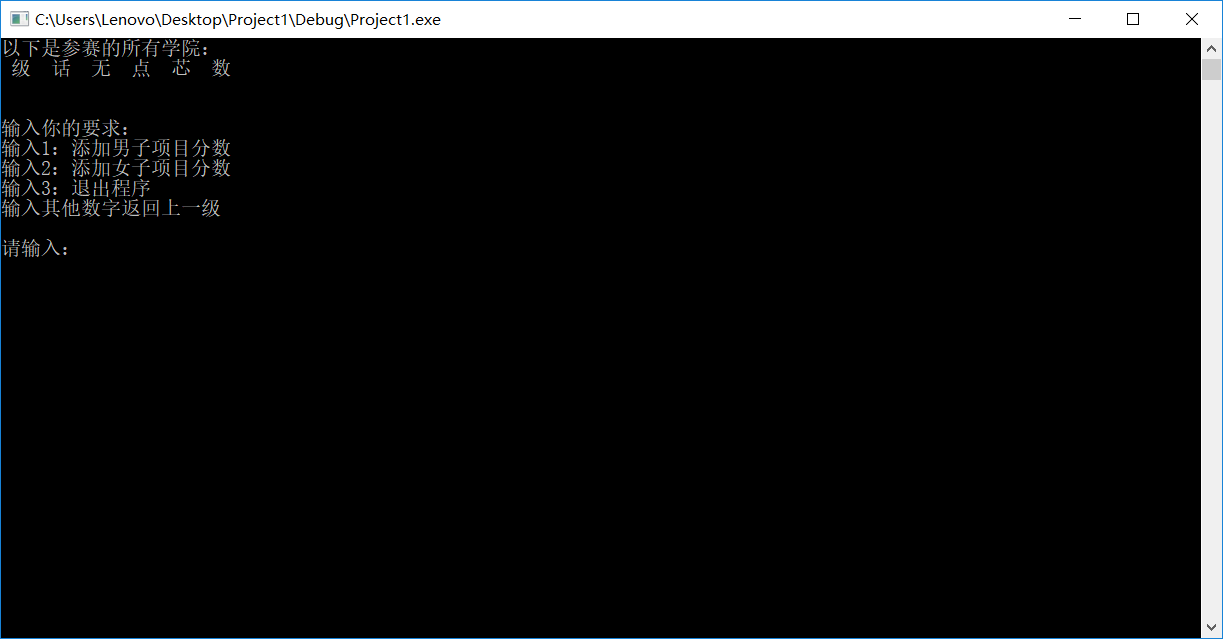 C:\Users\Lenovo\Desktop\Project1\Debug\Project1.exe
以下是参赛的所有学院：
级 话 无 点 芯 数
输入你的要求：
输入1：添加男子项目分数
输入2：添加女子项目分数
输入3：退出程序
输入其他数字返回上一级
请输入：